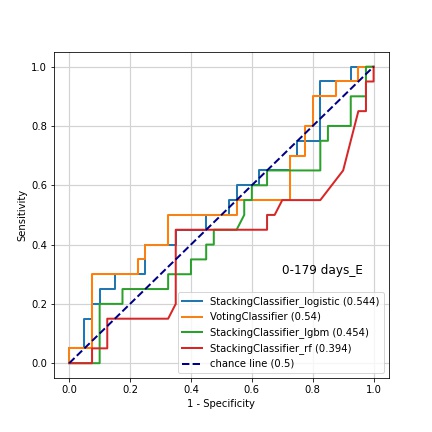 1.0
0.8
0.6
0.4
0.2
0.0
Sensitivity
0-179 days_E
StackingClassifier_logistic (0.544)
VotingClassifier (0.54)
StackingClassifier_lgbm (0.454)
StackingClassifier_rf (0.394)
chance line (0.5)
0.0 0.2 0.4 0.6 0.8 1.0
1 - Specificity